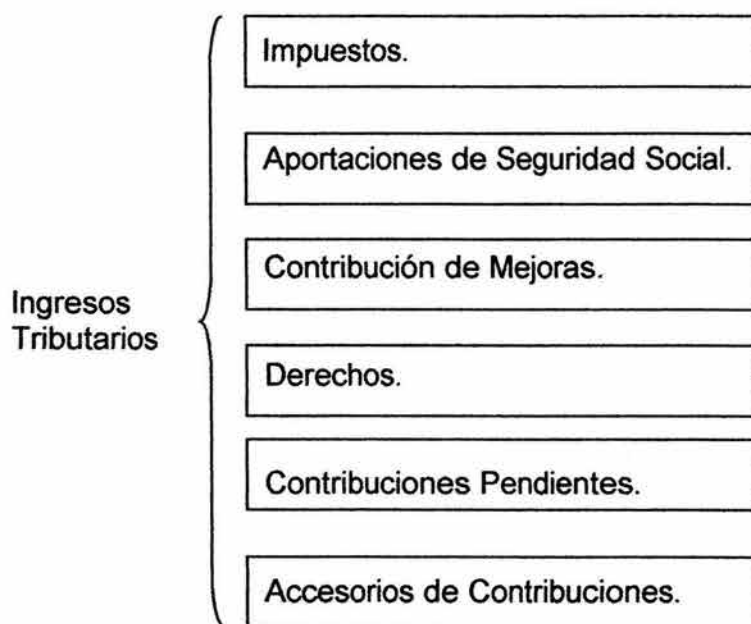 Ingresos
Tributarios
Impuestos.
Aportaciones de Seguridad Social.
Contribución de Mejoras.
Derechos.
Contribuciones Pendientes.
Accesorios de Contribuciones.